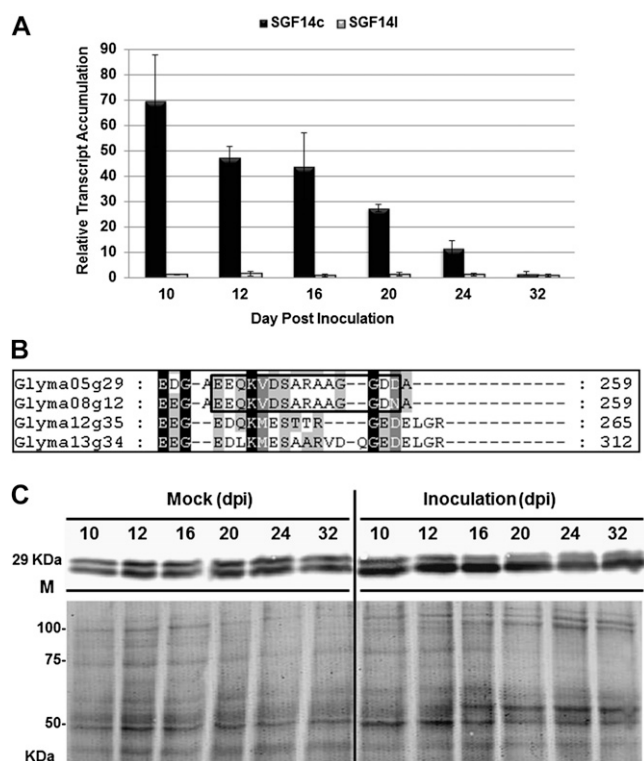 A
SGF14c SGF14l
90
80
70
60
50
40
30
20
10
0
Relative Transcript Accumulation
10 12 16 20 24 32
Day Post Inoculation
B
Glyma05g29 : EDG-AEEQKVDSARAAG--GDDA------------- : 259
Glyma08g12 : EEG-AEEQKVDSARAAG--GDNA------------- : 259
Glyma12g35 : EEG--EDQKMESTTR----GEDELGR---------- : 265
Glyma13g34 : EEG--EDLKMESAARVD-QGEDELGR---------- : 312
C
Mock (dpi) Inoculation (dpi)
10 12 16 20 24 32 10 12 16 20 24 32
29 KDa
M
100-
75-
50-
KDa